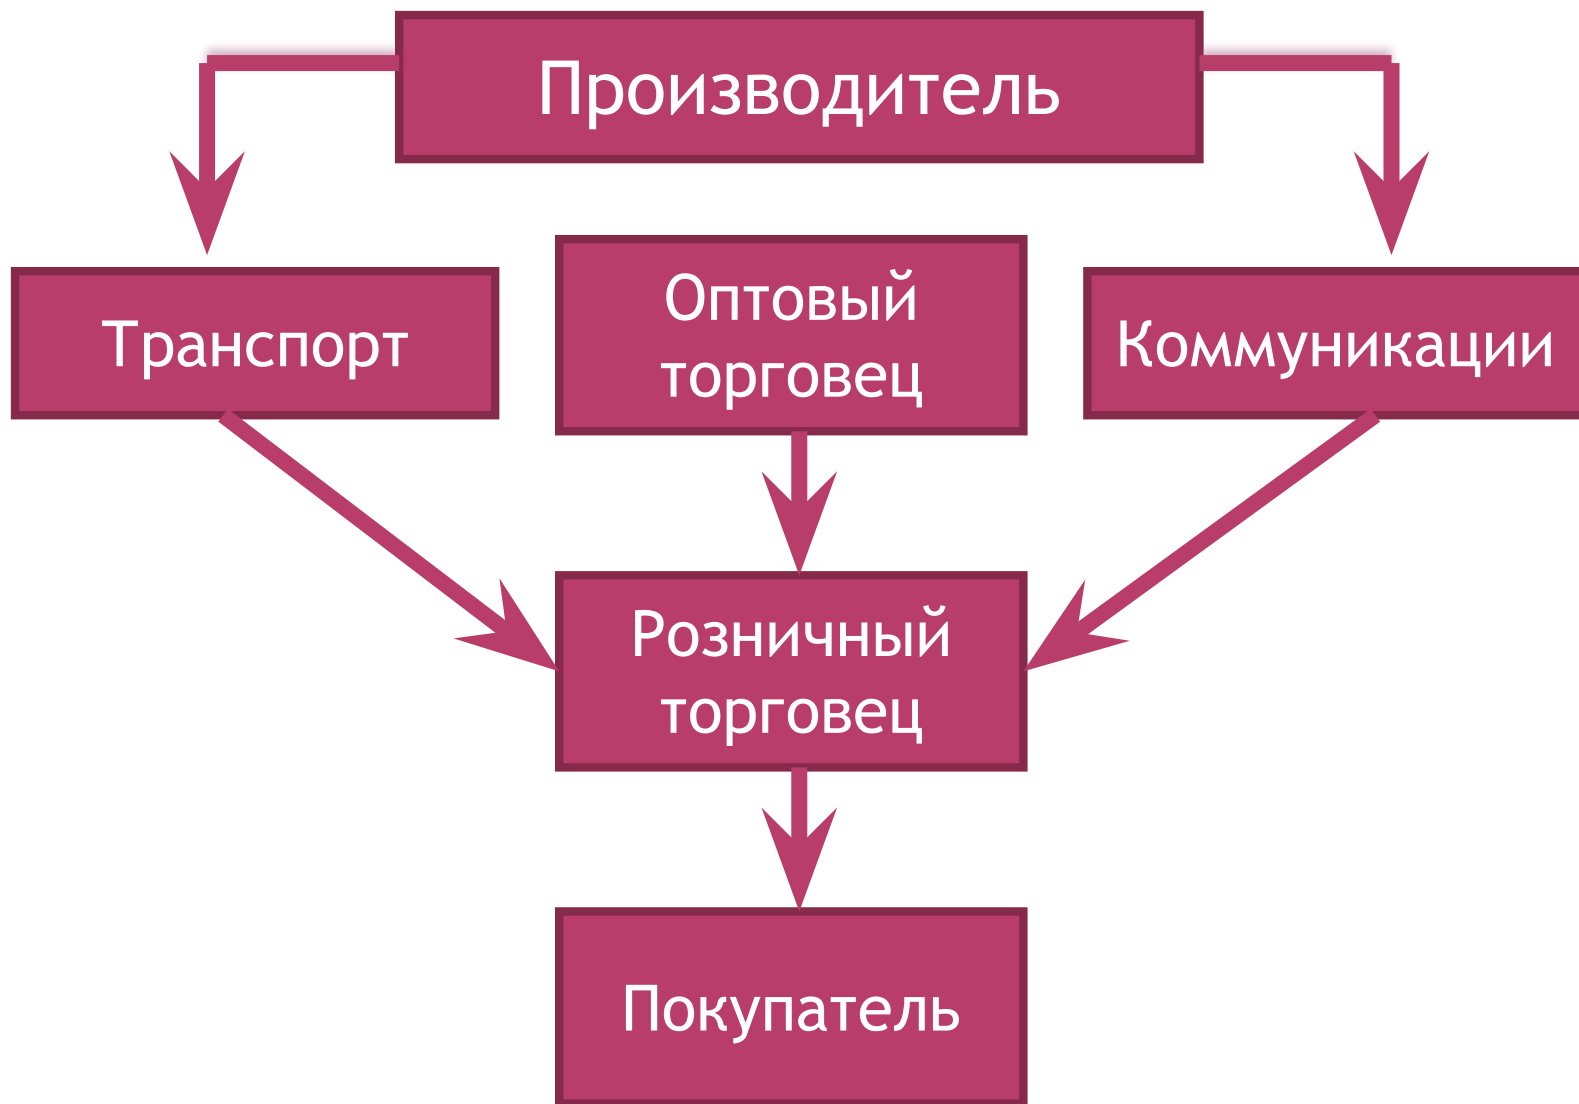 Производитель
Транспорт
Оптовый
торговец
Коммуникации
Розничный
торговец
Покупатель